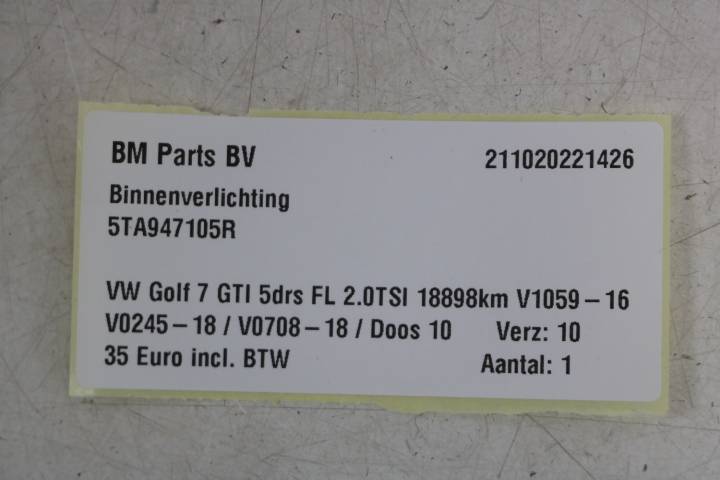 BM Parts BV 211020221426
Binnenverlichting
5TA947105R
VW Golf 7 GTI 5drs FL 2.0TSI 18898km V1059-16
V0245-18 / V0708-18 / Doos 10 Verz: 10
35 Euro incl. BTW Aantal: 1